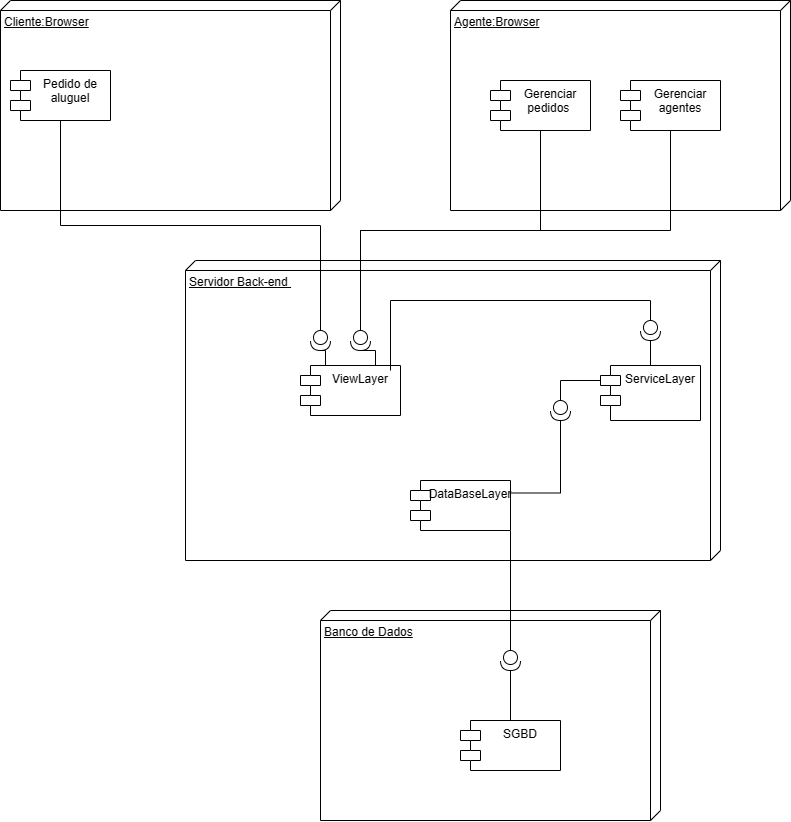 Cliente:Browser
Agente:Browser
Pedido de
aluguel
Gerenciar
pedidos
Gerenciar
agentes
Servidor Back-end
ViewLayer
ServiceLayer
DataBaseLayer
Banco de Dados
SGBD